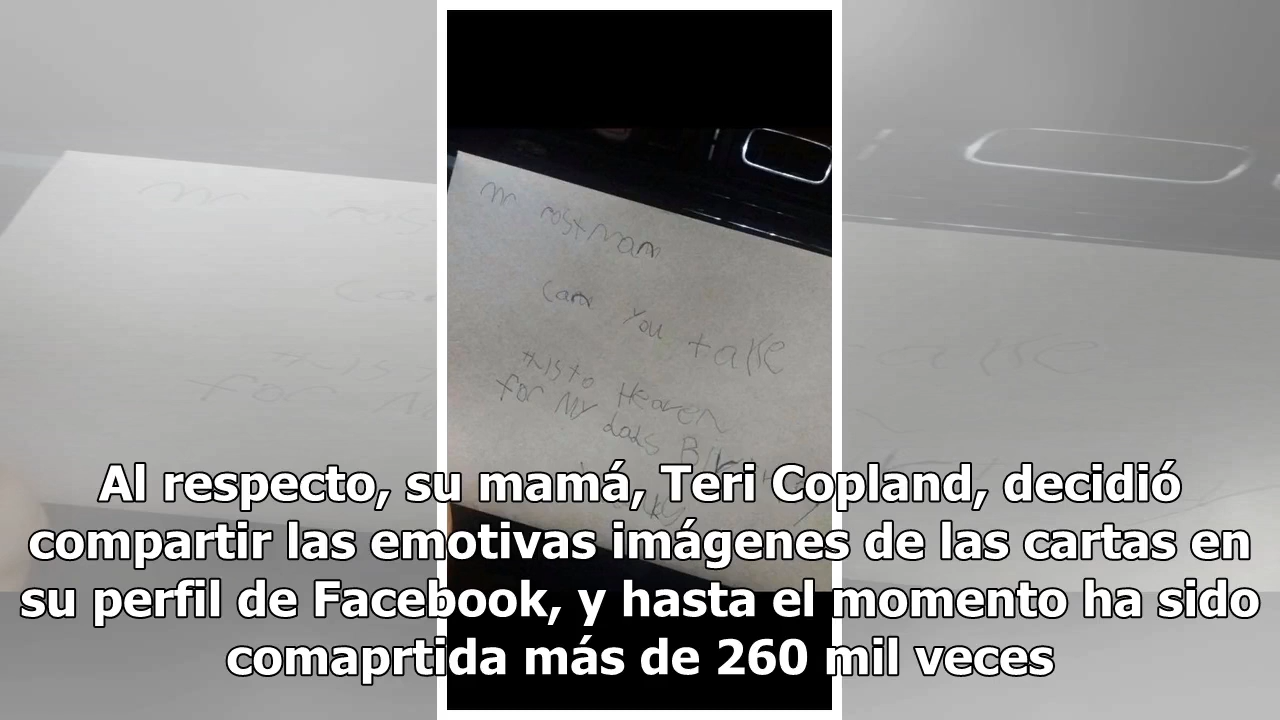 Mr Postman
Can You take
this to Heaven
for My dads
Al respecto, su mamá, Teri Copland, decidió
compartir las emotivas imágenes de las cartas en
su perfil de Facebook, y hasta el momento ha sido
comaprtida más de 260 mil veces